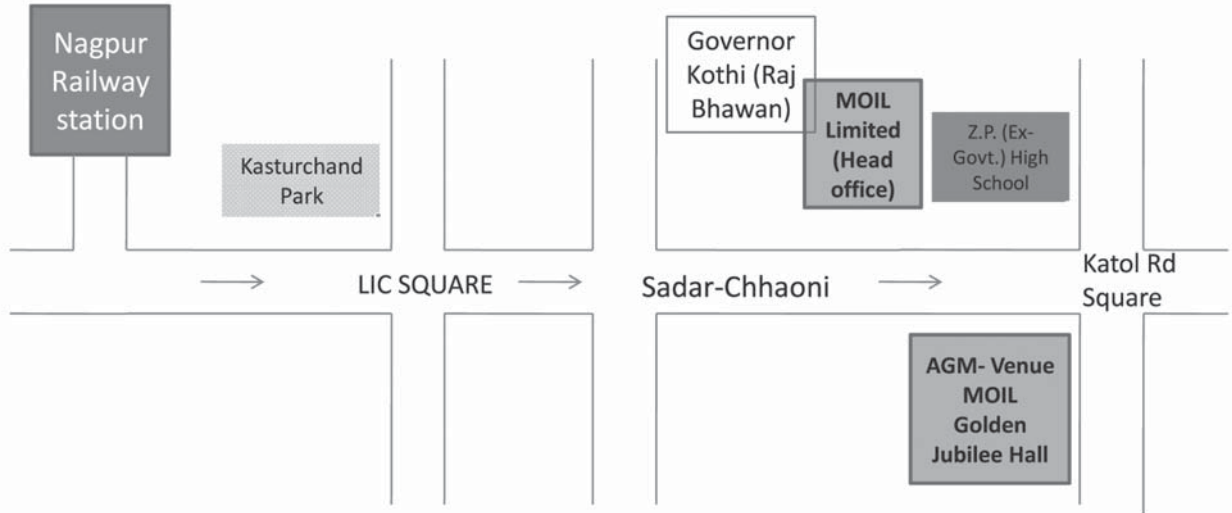 Nagpur
Railway
station
Kasturchand
Park
Governor
Kothi (Raj
Bhawan)
MOIL
Limited
(Head
office)
Z.P. (Ex-
Govt.) High
School
LIC SQUARE
Sadar-Chhaoni
Katol Rd
Square
AGM- Venue
MOIL
Golden
Jubilee Hall